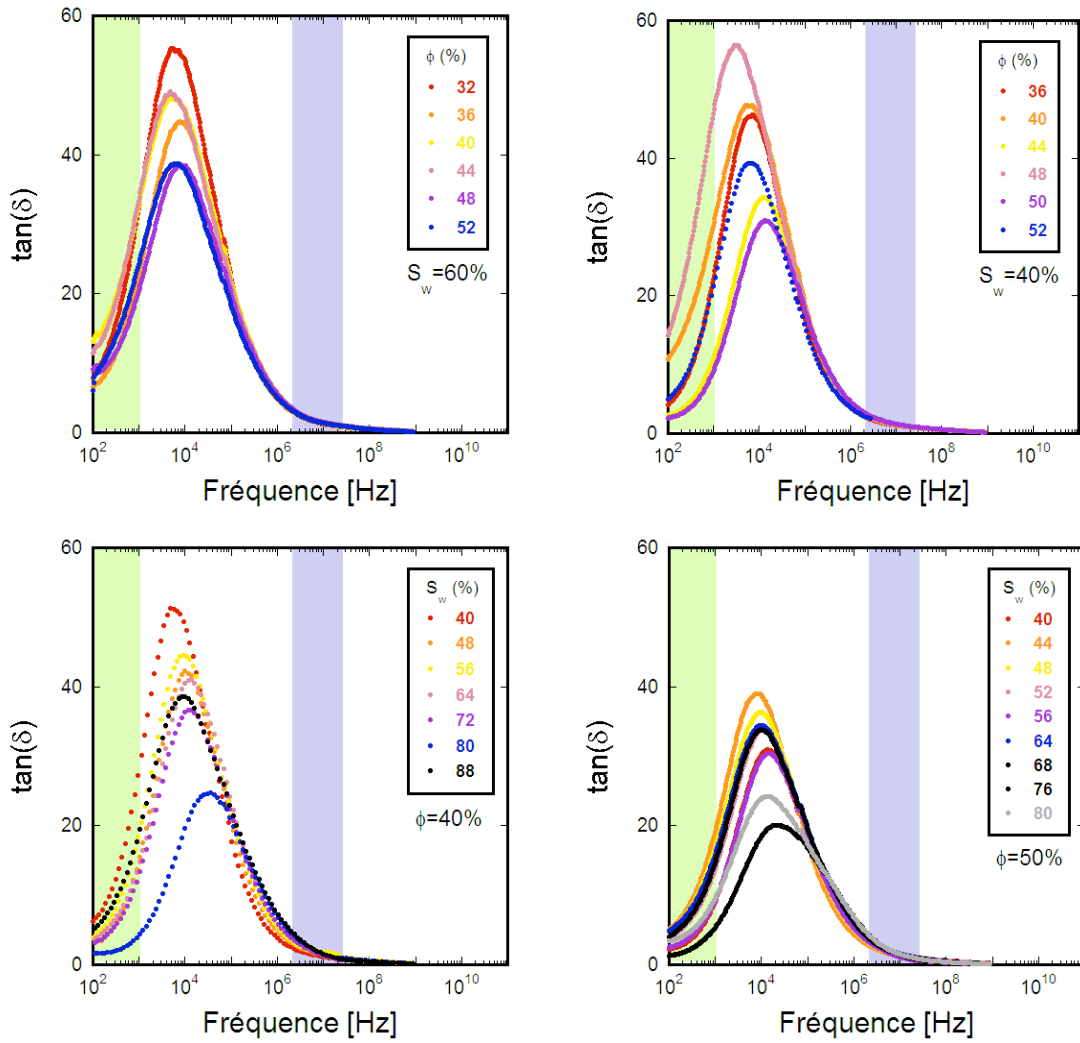 60
40
20
0
tan(δ)
10² 10⁴ 10⁶ 10⁸ 10¹⁰
Fréquence [Hz]
ϕ (%)
32
36
40
44
48
52
S_w=60%
60
40
20
0
tan(δ)
10² 10⁴ 10⁶ 10⁸ 10¹⁰
Fréquence [Hz]
ϕ (%)
36
40
44
48
50
52
S_w=40%
60
40
20
0
tan(δ)
10² 10⁴ 10⁶ 10⁸ 10¹⁰
Fréquence [Hz]
S_w (%)
40
48
56
64
72
80
88
ϕ=40%
60
40
20
0
tan(δ)
10² 10⁴ 10⁶ 10⁸ 10¹⁰
Fréquence [Hz]
S_w (%)
40
44
48
52
56
64
68
76
80
ϕ=50%